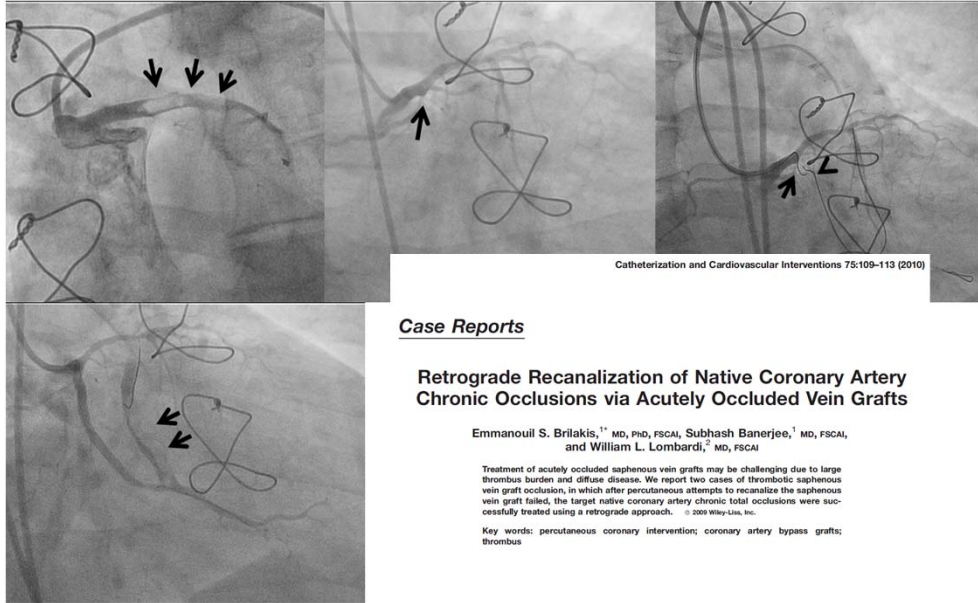 Catheterization and Cardiovascular Interventions 75:109–113 (2010)
Case Reports
Retrograde Recanalization of Native Coronary Artery
Chronic Occlusions via Acutely Occluded Vein Grafts
Emmanouil S. Brilakis,1* MD, PhD, FSCAI, Subhash Banerjee,1 MD, FSCAI,
and William L. Lombardi,2 MD, FSCAI
Treatment of acutely occluded saphenous vein grafts may be challenging due to large
thrombus burden and diffuse disease. We report two cases of thrombotic saphenous
vein graft occlusion, in which after percutaneous attempts to recanalize the saphenous
vein graft failed, the target native coronary artery chronic total occlusions were suc-
cessfully treated using a retrograde approach. © 2009 Wiley-Liss, Inc.
Key words: percutaneous coronary intervention; coronary artery bypass grafts;
thrombus